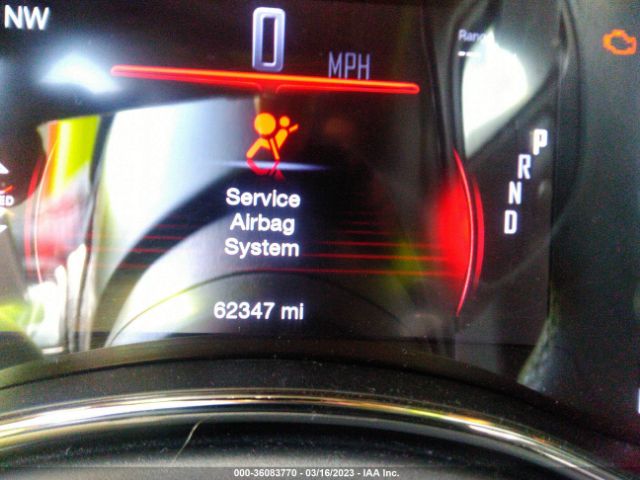 NW
0
MPH
P
R
N
D
Service
Airbag
System
62347 mi
000-36083770 - 03/16/2023 - IAA Inc.